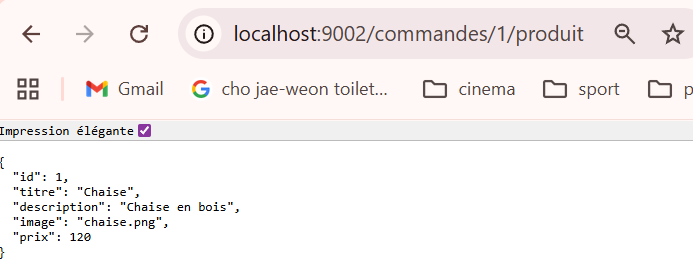 localhost:9002/commandes/1/produit
Gmail cho jae-weon toilet... cinema sport p
Impression élégante
{
  "id": 1,
  "titre": "Chaise",
  "description": "Chaise en bois",
  "image": "chaise.png",
  "prix": 120
}